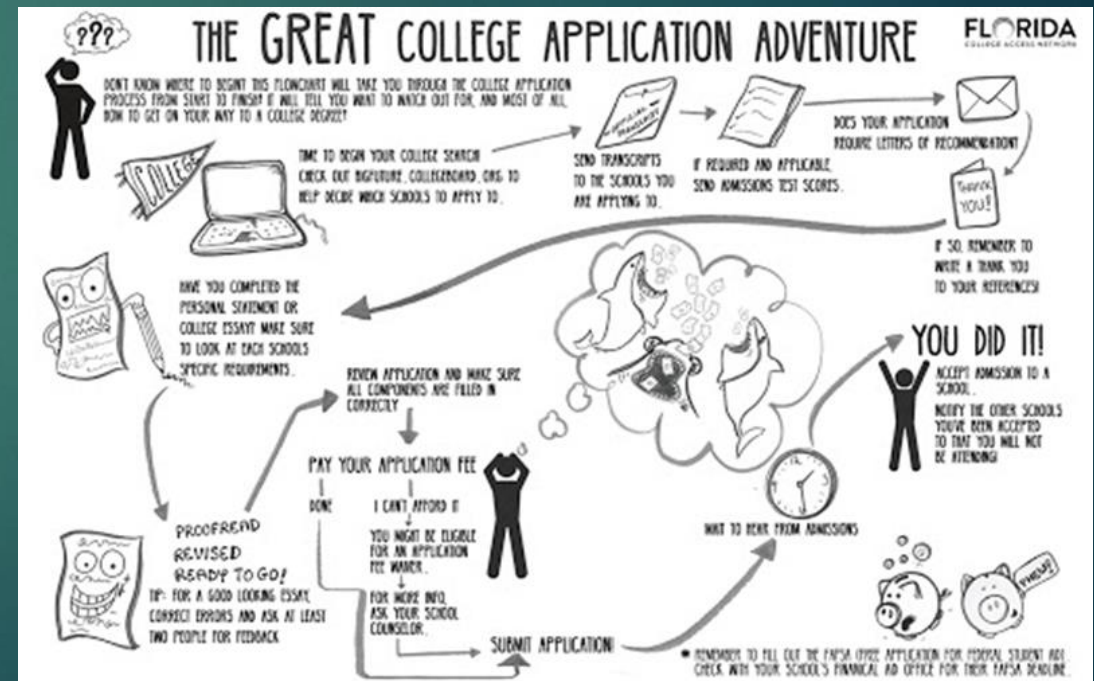 ???
THE GREAT COLLEGE APPLICATION ADVENTURE
FLORIDA
COLLEGE ACCESS NETWORK
DON'T KNOW WHERE TO BEGIN? THIS FLOWCHART WILL TAKE YOU THROUGH THE COLLEGE APPLICATION
PROCESS FROM START TO FINISH! IT WILL TELL YOU WHAT TO WATCH OUT FOR, AND MOST OF ALL,
HOW TO GET ON YOUR WAY TO A COLLEGE DEGREE!
COLLEGE
TIME TO BEGIN YOUR COLLEGE SEARCH
CHECK OUT BIGFUTURE.COLLEGEBOARD.ORG TO
HELP DECIDE WHICH SCHOOLS TO APPLY TO.
OFFICIAL
TRANSCRIPT
SEND TRANSCRIPTS
TO THE SCHOOLS YOU
ARE APPLYING TO.
IF REQUIRED AND APPLICABLE,
SEND ADMISSIONS TEST SCORES.
DOES YOUR APPLICATION
REQUIRE LETTERS OF RECOMMENDATION?
THANK
YOU!
IF SO, REMEMBER TO
WRITE A THANK YOU
TO YOUR REFERENCES!
HAVE YOU COMPLETED THE
PERSONAL STATEMENT OR
COLLEGE ESSAY? MAKE SURE
TO LOOK AT EACH SCHOOLS
SPECIFIC REQUIREMENTS.
PROOFREAD
REVISED
READY TO GO!
TIP: FOR A GOOD LOOKING ESSAY,
CORRECT ERRORS AND ASK AT LEAST
TWO PEOPLE FOR FEEDBACK
REVIEW APPLICATION AND MAKE SURE
ALL COMPONENTS ARE FILLED IN
CORRECTLY
PAY YOUR APPLICATION FEE
DONE
I CAN'T AFFORD IT
YOU MIGHT BE ELIGIBLE
FOR AN APPLICATION
FEE WAIVER.
FOR MORE INFO,
ASK YOUR SCHOOL
COUNSELOR.
SUBMIT APPLICATION!
WAIT TO HEAR FROM ADMISSIONS
YOU DID IT!
ACCEPT ADMISSION TO A
SCHOOL.
NOTIFY THE OTHER SCHOOLS
YOU'VE BEEN ACCEPTED
TO THAT YOU WILL NOT
BE ATTENDING!
PHEW!
* REMEMBER TO FILL OUT THE FAFSA (FREE APPLICATION FOR FEDERAL STUDENT AID).
CHECK WITH YOUR SCHOOL'S FINANCIAL AID OFFICE FOR THEIR FAFSA DEADLINE.